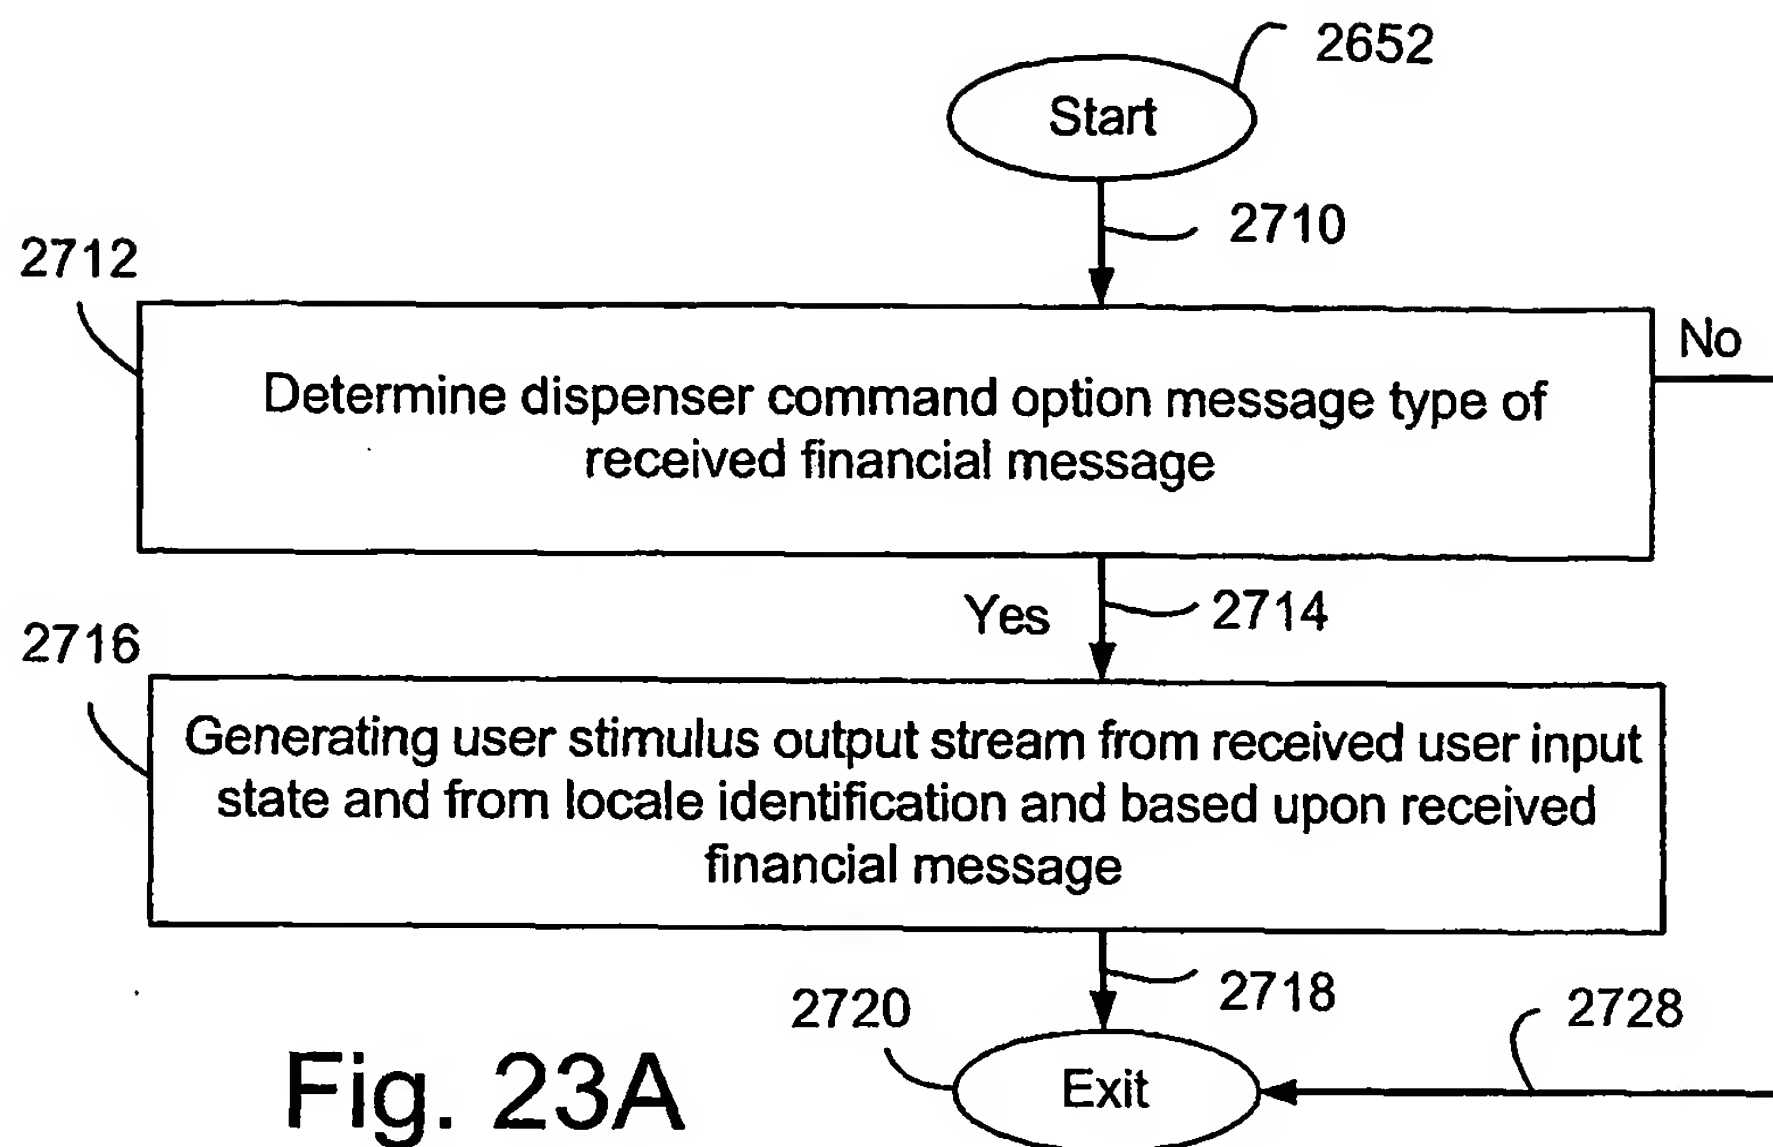 2652
Start
2710
2712
No
Determine dispenser command option message type of
received financial message
Yes
2714
2716
Generating user stimulus output stream from received user input
state and from locale identification and based upon received
financial message
2718
2720
2728
Exit
Fig. 23A